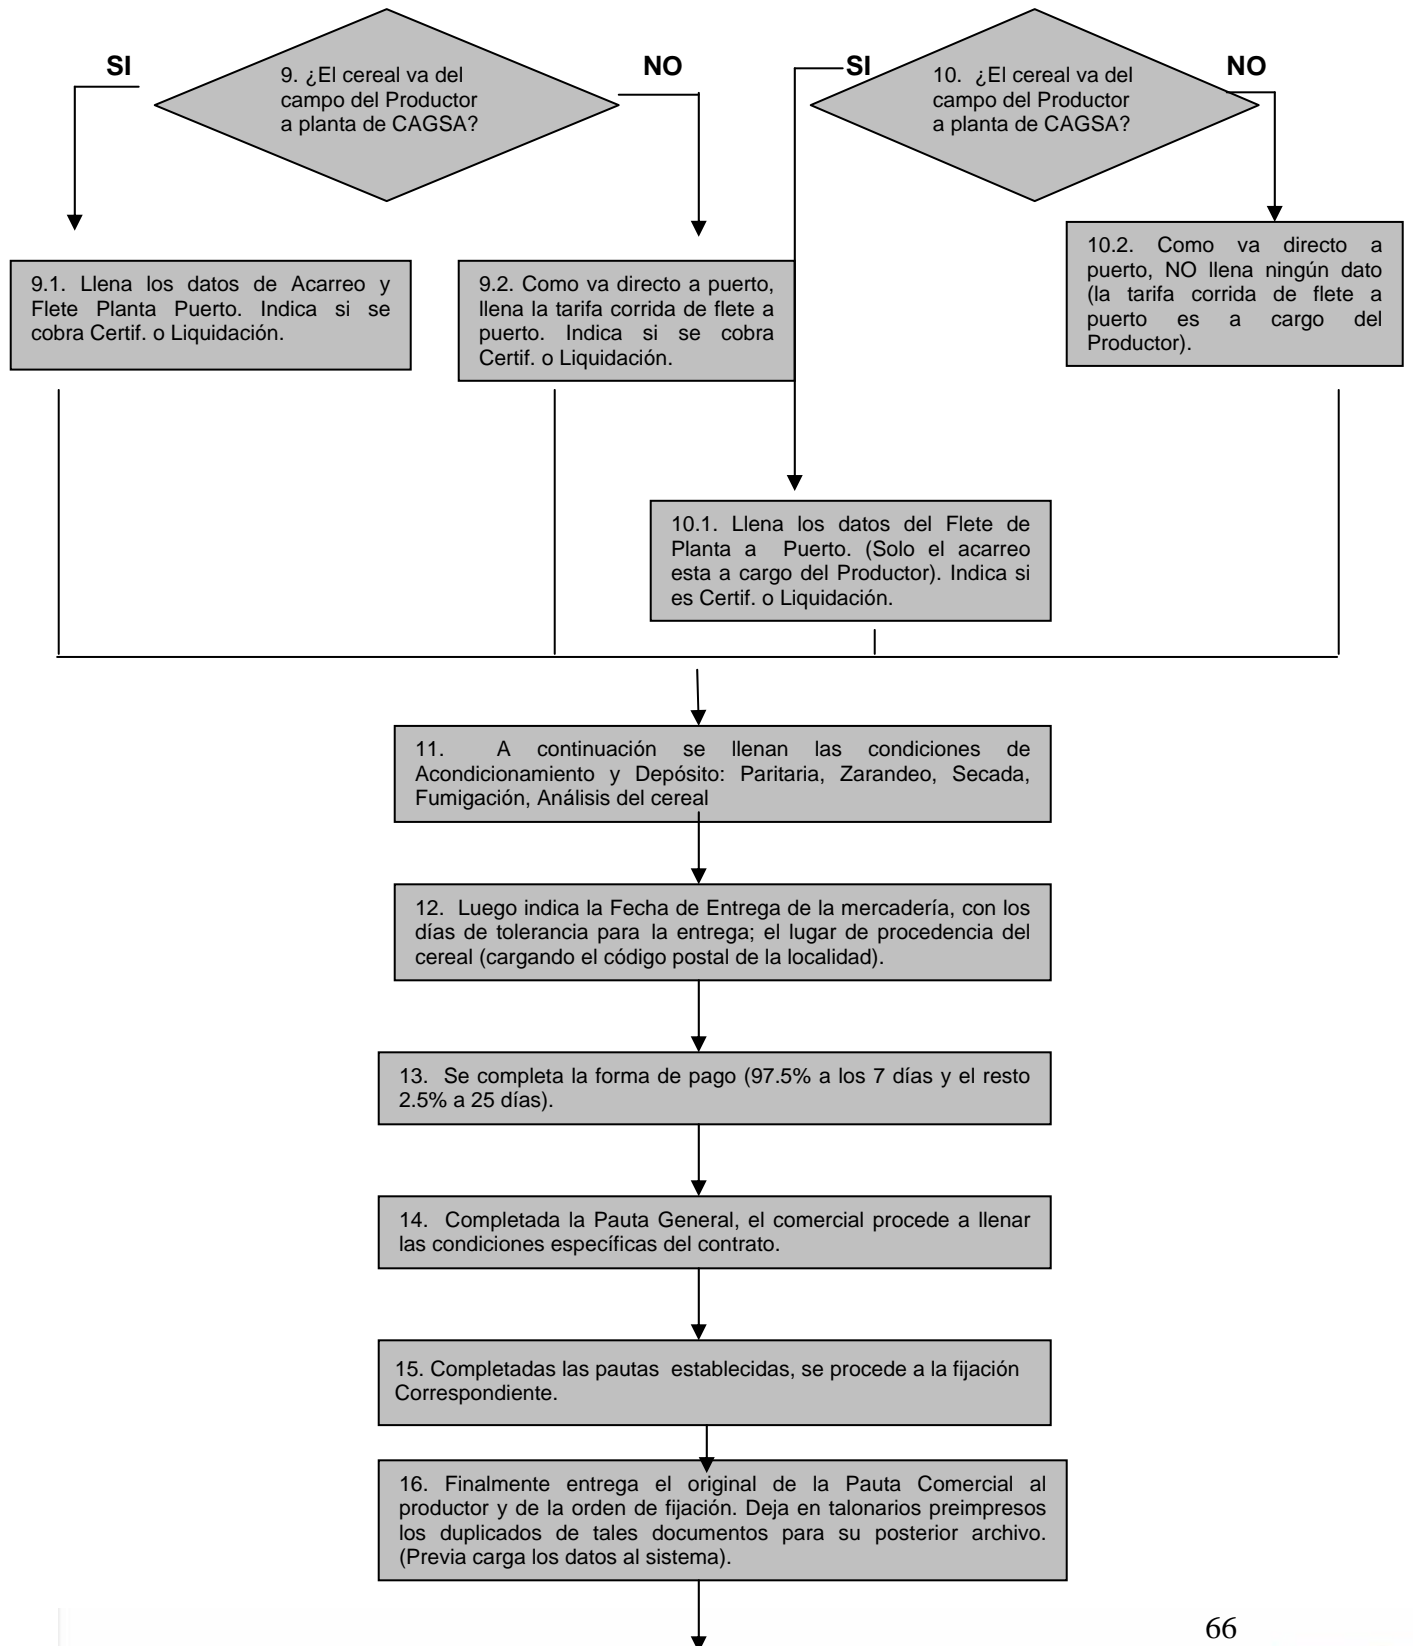 SI
9. ¿El cereal va del
campo del Productor
a planta de CAGSA?
NO
SI
10. ¿El cereal va del
campo del Productor
a planta de CAGSA?
NO
9.1. Llena los datos de Acarreo y
Flete Planta Puerto. Indica si se
cobra Certif. o Liquidación.
9.2. Como va directo a puerto,
llena la tarifa corrida de flete a
puerto. Indica si se cobra
Certif. o Liquidación.
10.2. Como va directo a
puerto, NO llena ningún dato
(la tarifa corrida de flete a
puerto es a cargo del
Productor).
10.1. Llena los datos del Flete de
Planta a Puerto. (Solo el acarreo
esta a cargo del Productor). Indica si
es Certif. o Liquidación.
11. A continuación se llenan las condiciones de
Acondicionamiento y Depósito: Paritaria, Zarandeo, Secada,
Fumigación, Análisis del cereal
12. Luego indica la Fecha de Entrega de la mercadería, con los
días de tolerancia para la entrega; el lugar de procedencia del
cereal (cargando el código postal de la localidad).
13. Se completa la forma de pago (97.5% a los 7 días y el resto
2.5% a 25 días).
14. Completada la Pauta General, el comercial procede a llenar
las condiciones específicas del contrato.
15. Completadas las pautas establecidas, se procede a la fijación
Correspondiente.
16. Finalmente entrega el original de la Pauta Comercial al
productor y de la orden de fijación. Deja en talonarios preimpresos
los duplicados de tales documentos para su posterior archivo.
(Previa carga los datos al sistema).
66